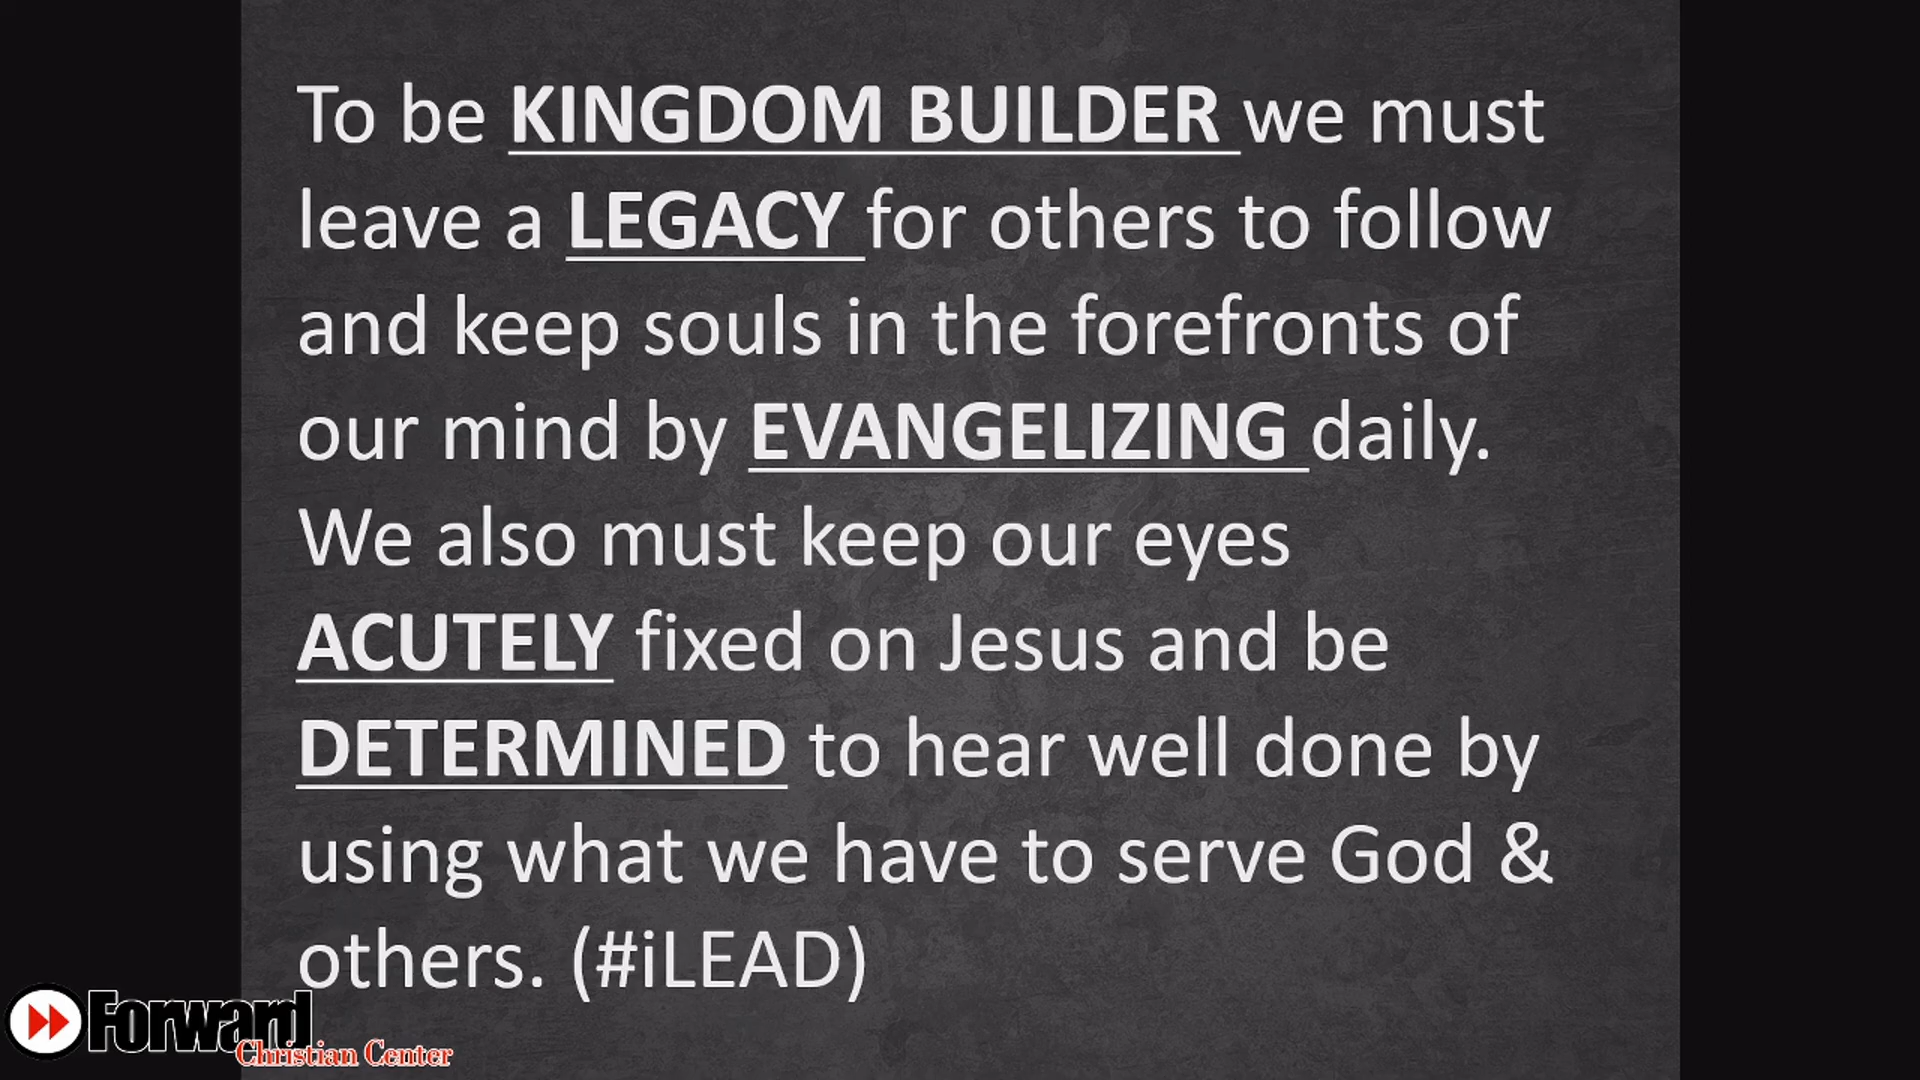 To be KINGDOM BUILDER we must
leave a LEGACY for others to follow
and keep souls in the forefronts of
our mind by EVANGELIZING daily.
We also must keep our eyes
ACUTELY fixed on Jesus and be
DETERMINED to hear well done by
using what we have to serve God &
others. (#iLEAD)
Forward
Christian Center